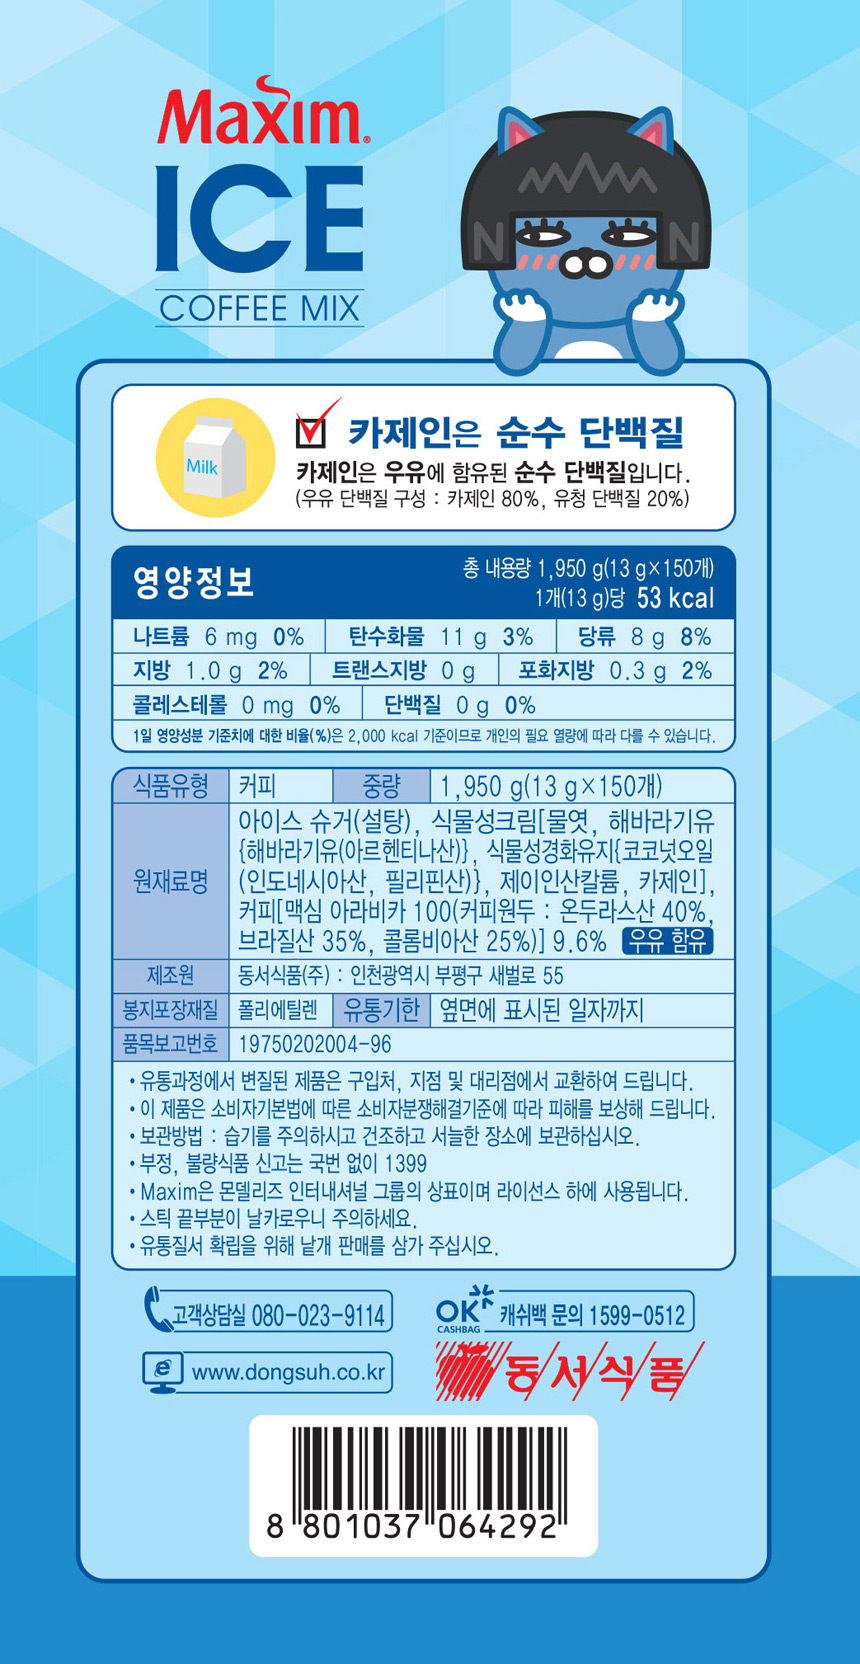 Maxim®
ICE
COFFEE MIX
N N
Milk
카제인은 순수 단백질
카제인은 우유에 함유된 순수 단백질입니다.
(우유 단백질 구성 : 카제인 80%, 유청 단백질 20%)
영양정보
총 내용량 1,950 g(13 g×150개)
1개(13 g)당 53 kcal
나트륨 6 mg 0% 탄수화물 11 g 3% 당류 8 g 8%
지방 1.0 g 2% 트랜스지방 0 g 포화지방 0.3 g 2%
콜레스테롤 0 mg 0% 단백질 0 g 0%
1일 영양성분 기준치에 대한 비율(%)은 2,000 kcal 기준이므로 개인의 필요 열량에 따라 다를 수 있습니다.
식품유형 커피 중량 1,950 g(13 g×150개)
원재료명
아이스 슈거(설탕), 식물성크림[물엿, 해바라기유
{해바라기유(아르헨티나산)}, 식물성경화유지{코코넛오일
(인도네시아산, 필리핀산)}, 제이인산칼륨, 카제인],
커피[맥심 아라비카 100(커피원두 : 온두라스산 40%,
브라질산 35%, 콜롬비아산 25%)] 9.6% 우유 함유
제조원 동서식품(주) : 인천광역시 부평구 새벌로 55
봉지포장재질 폴리에틸렌 유통기한 옆면에 표시된 일자까지
품목보고번호 19750202004-96
• 유통과정에서 변질된 제품은 구입처, 지점 및 대리점에서 교환하여 드립니다.
• 이 제품은 소비자기본법에 따른 소비자분쟁해결기준에 따라 피해를 보상해 드립니다.
• 보관방법 : 습기를 주의하시고 건조하고 서늘한 장소에 보관하십시오.
• 부정, 불량식품 신고는 국번 없이 1399
• Maxim은 몬델리즈 인터내셔널 그룹의 상표이며 라이선스 하에 사용됩니다.
• 스틱 끝부분이 날카로우니 주의하세요.
• 유통질서 확립을 위해 낱개 판매를 삼가 주십시오.
고객상담실 080-023-9114
OK CASHBAG 캐쉬백 문의 1599-0512
e www.dongsuh.co.kr
동서식품
8 801037 064292